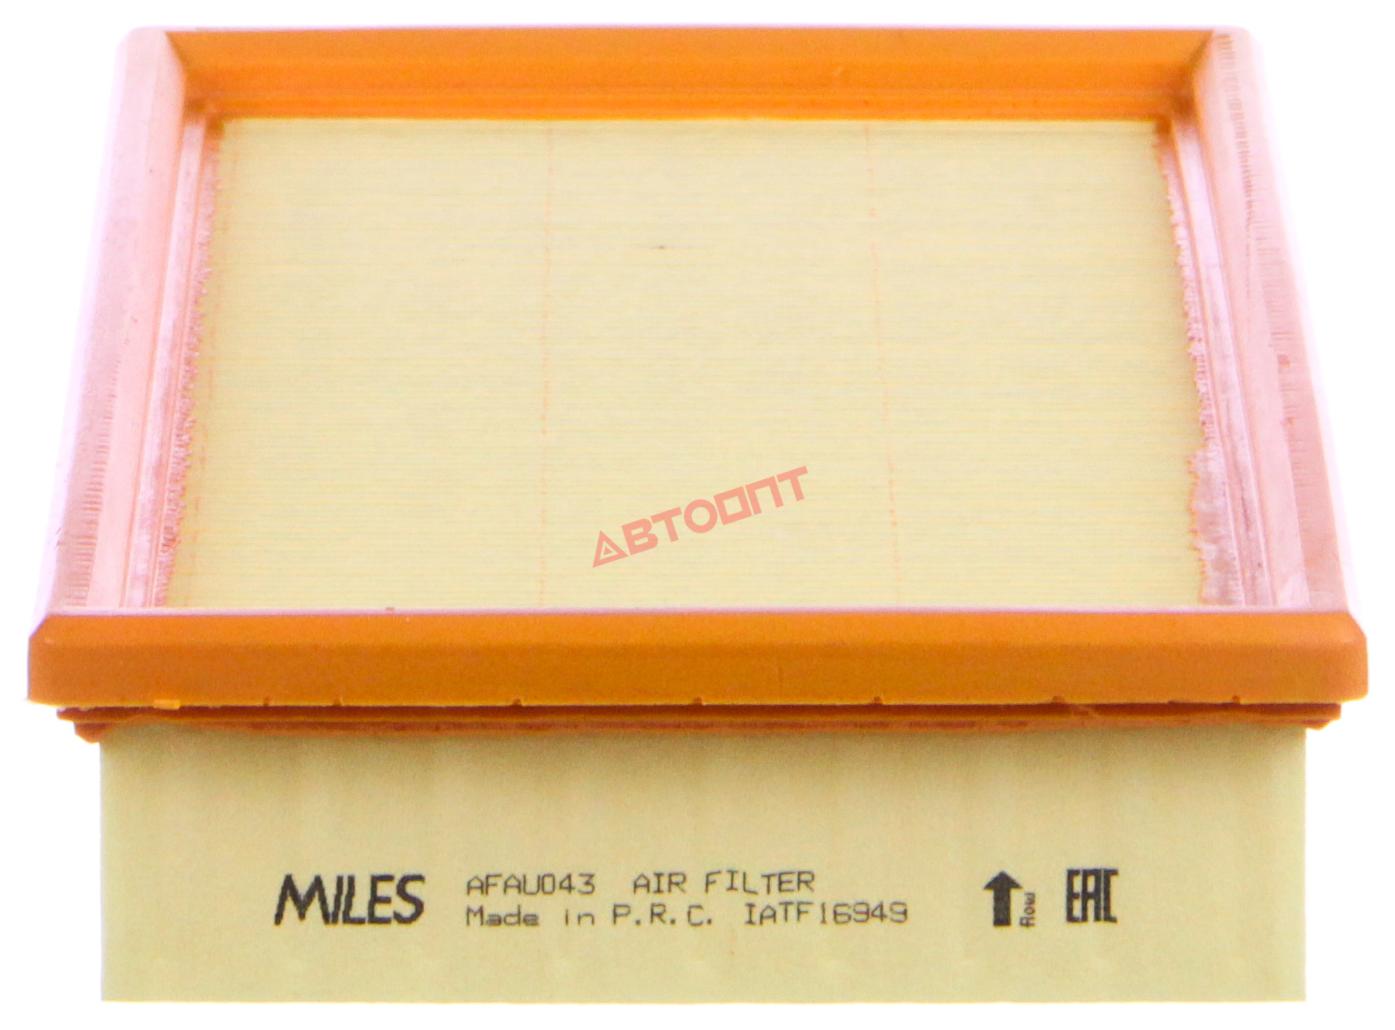 АВТООПТ
MILES
AFAU043 AIR FILTER
Made in P.R.C. IATF16949
flow
EAC